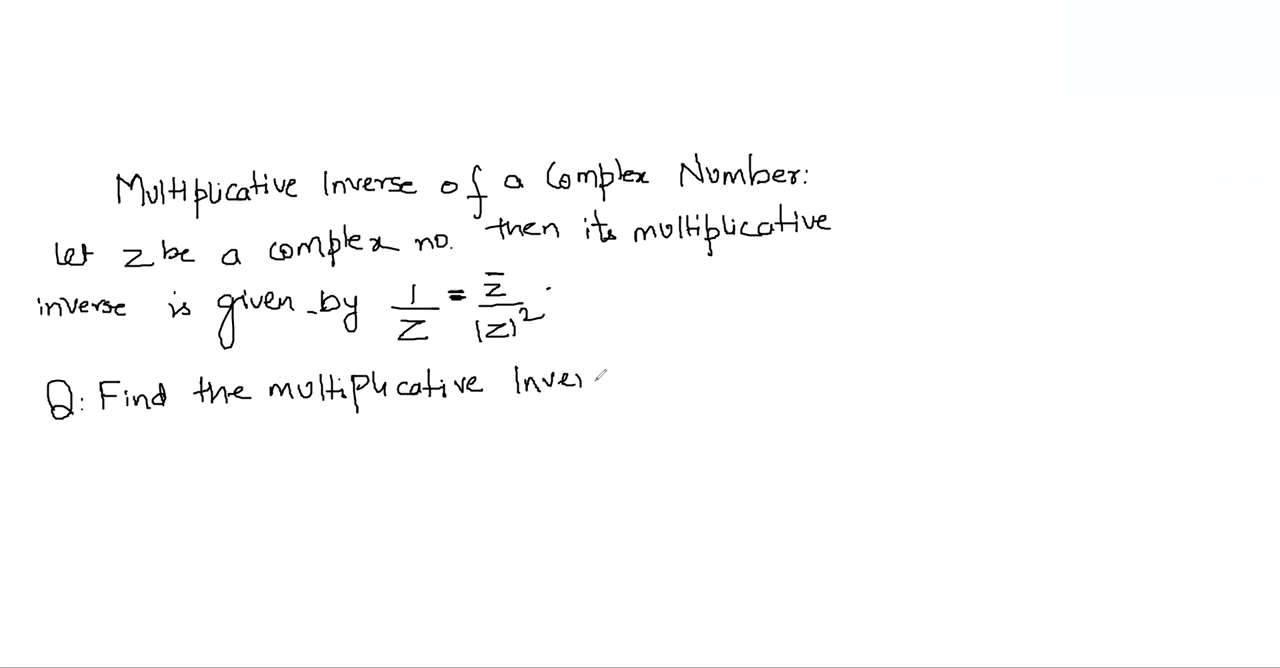 Multiplicative Inverse of a Complex Number:
let z be a complex no. then its multiplicative
inverse is given by 1/z = z̄/|z|².
Q: Find the multiplicative Inver